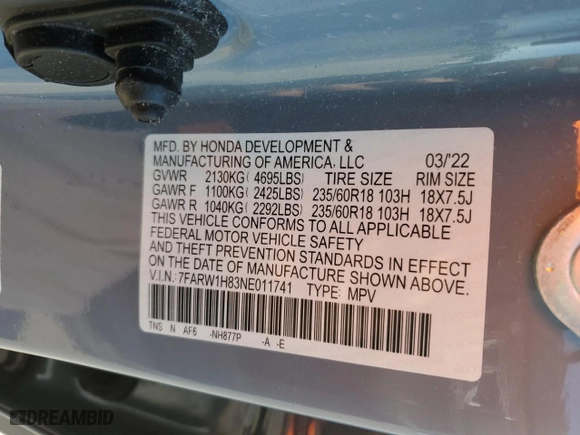 MFD. BY HONDA DEVELOPMENT &
MANUFACTURING OF AMERICA, LLC 03/'22
GVWR 2130KG ( 4695LBS) TIRE SIZE RIM SIZE
GAWR F 1100KG ( 2425LBS) 235/60R18 103H 18X7.5J
GAWR R 1040KG ( 2292LBS) 235/60R18 103H 18X7.5J
THIS VEHICLE CONFORMS TO ALL APPLICABLE
FEDERAL MOTOR VEHICLE SAFETY
AND THEFT PREVENTION STANDARDS IN EFFECT
ON THE DATE OF MANUFACTURE SHOWN ABOVE.
V.I.N.:7FARW1H83NE011741 TYPE: MPV
TNS N AF6 -NH877P -A -E
DREAMBID